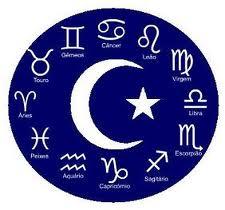 Gêmeos
Câncer
Leão
Touro
Virgem
Áries
Libra
Peixes
Escorpião
Aquário
Capricórnio
Sagitário